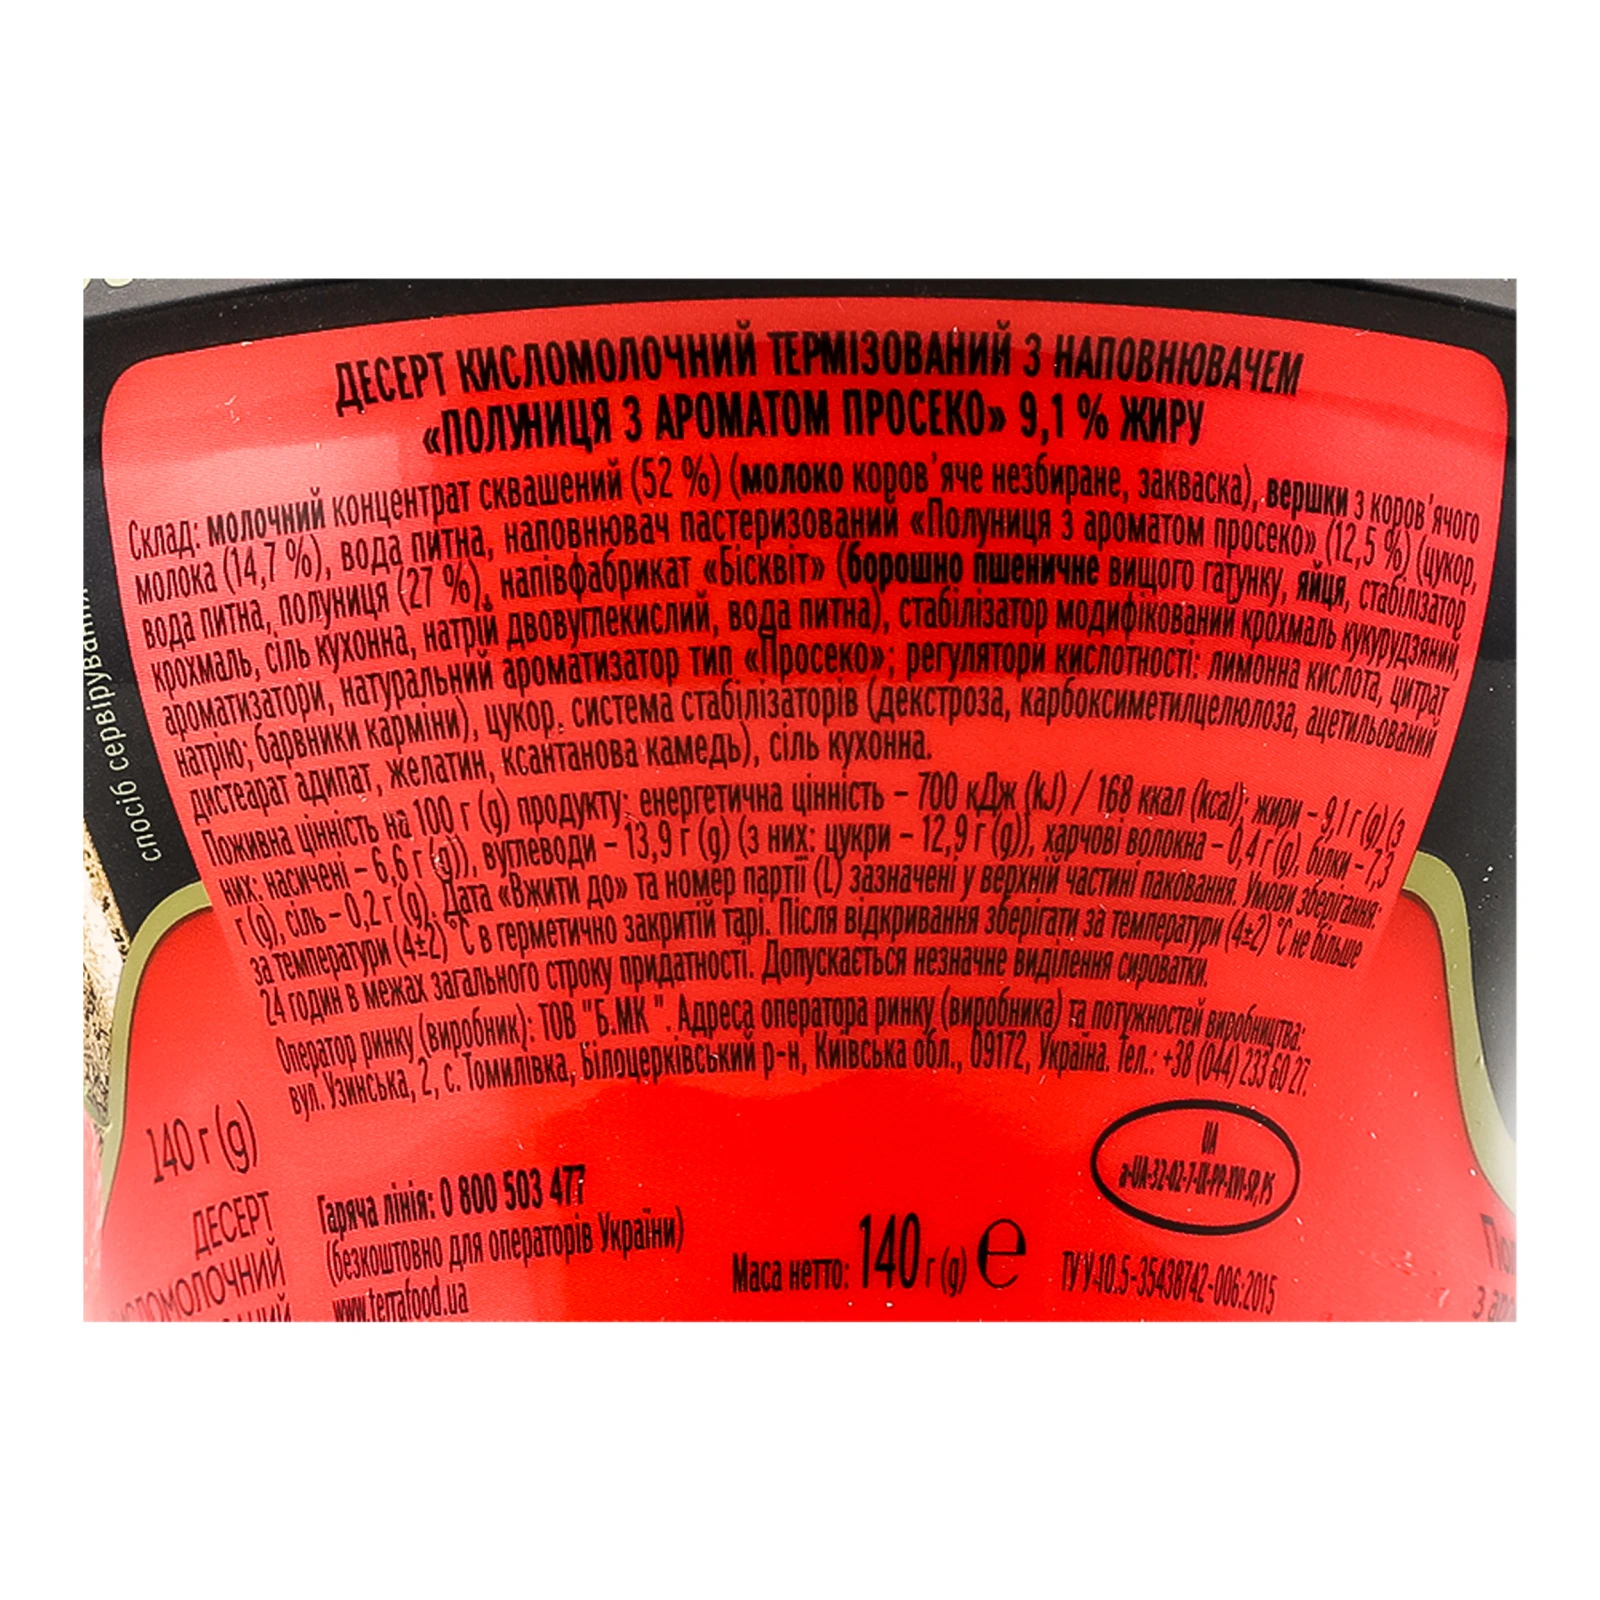 ДЕСЕРТ КИСЛОМОЛОЧНИЙ ТЕРМІЗОВАНИЙ З НАПОВНЮВАЧЕМ
«ПОЛУНИЦЯ З АРОМАТОМ ПРОСЕКО» 9,1 % ЖИРУ
Склад: молочний концентрат сквашений (52 %) (молоко коров'яче незбиране, закваска), вершки з коров'ячого
молока (14,7 %), вода питна, наповнювач пастеризований «Полуниця з ароматом просеко» (12,5 %) (цукор,
вода питна, полуниця (27 %), напівфабрикат «Бісквіт» (борошно пшеничне вищого гатунку, яйця, стабілізатор
крохмаль, сіль кухонна, натрій двовуглекислий, вода питна), стабілізатор модифікований крохмаль кукурудзяний,
ароматизатори, натуральний ароматизатор тип «Просеко»; регулятори кислотності: лимонна кислота, цитрат
натрію; барвники карміни), цукор, система стабілізаторів (декстроза, карбоксиметилцелюлоза, ацетильований
дистеарат адипат, желатин, ксантанова камедь), сіль кухонна.
Поживна цінність на 100 г (g) продукту: енергетична цінність – 700 кДж (kJ) / 168 ккал (kcal); жири – 9,1 г (g) (з
них: насичені – 6,6 г (g)), вуглеводи – 13,9 г (g) (з них: цукри – 12,9 г (g)), харчові волокна – 0,4 г (g), білки – 7,3
г (g), сіль – 0,2 г (g). Дата «Вжити до» та номер партії (L) зазначені у верхній частині паковання. Умови зберігання:
за температури (4±2) °С в герметично закритій тарі. Після відкривання зберігати за температури (4±2) °С не більше
24 годин в межах загального строку придатності. Допускається незначне виділення сироватки.
Оператор ринку (виробник): ТОВ "Б.МК ". Адреса оператора ринку (виробника) та потужностей виробництва:
вул. Узинська, 2, с. Томилівка, Білоцерківський р-н, Київська обл., 09172, Україна. Тел.: +38 (044) 233 60 27.
спосіб сервірування
140 г (g)
ДЕСЕРТ
Гаряча лінія: 0 800 503 477
(безкоштовно для операторів України)
www.terrafood.ua
Маса нетто: 140 г (g) e
UA
ТУ У 10.5-35438742-006:2015